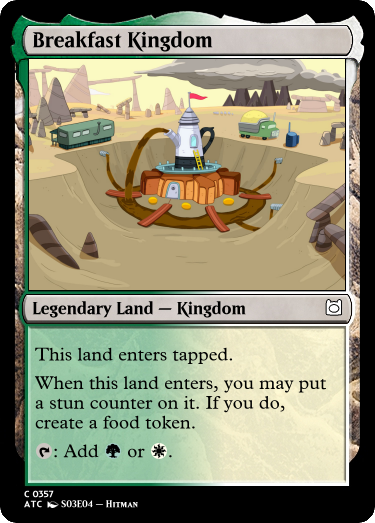 Breakfast Kingdom
Legendary Land — Kingdom
This land enters tapped.
When this land enters, you may put
a stun counter on it. If you do,
create a food token.
: Add or .
C 0357
ATC S03E04 — Hitman